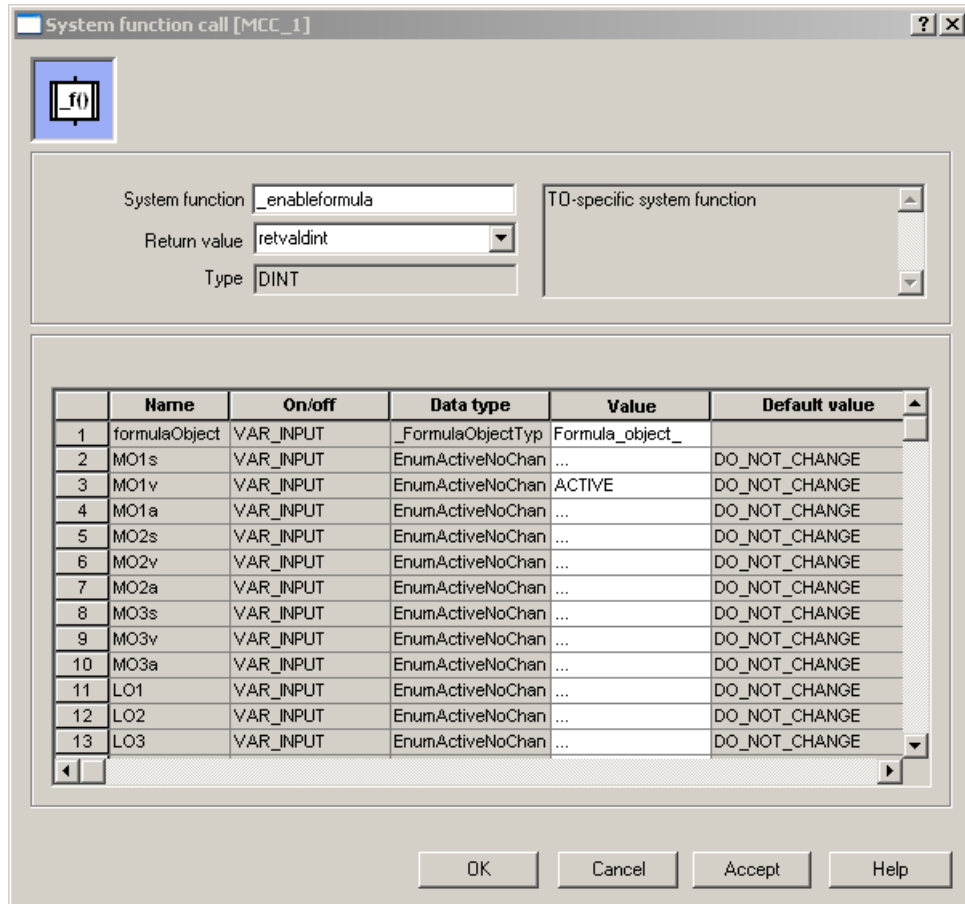 System function call [MCC_1]
_f()
System function _enableformula
TO-specific system function
Return value retvaldint
Type DINT
Name On/off Data type Value Default value
1 formulaObject VAR_INPUT _FormulaObjectTyp Formula_object_
2 MO1s VAR_INPUT EnumActiveNoChan ... DO_NOT_CHANGE
3 MO1v VAR_INPUT EnumActiveNoChan ACTIVE DO_NOT_CHANGE
4 MO1a VAR_INPUT EnumActiveNoChan ... DO_NOT_CHANGE
5 MO2s VAR_INPUT EnumActiveNoChan ... DO_NOT_CHANGE
6 MO2v VAR_INPUT EnumActiveNoChan ... DO_NOT_CHANGE
7 MO2a VAR_INPUT EnumActiveNoChan ... DO_NOT_CHANGE
8 MO3s VAR_INPUT EnumActiveNoChan ... DO_NOT_CHANGE
9 MO3v VAR_INPUT EnumActiveNoChan ... DO_NOT_CHANGE
10 MO3a VAR_INPUT EnumActiveNoChan ... DO_NOT_CHANGE
11 LO1 VAR_INPUT EnumActiveNoChan ... DO_NOT_CHANGE
12 LO2 VAR_INPUT EnumActiveNoChan ... DO_NOT_CHANGE
13 LO3 VAR_INPUT EnumActiveNoChan ... DO_NOT_CHANGE
OK Cancel Accept Help